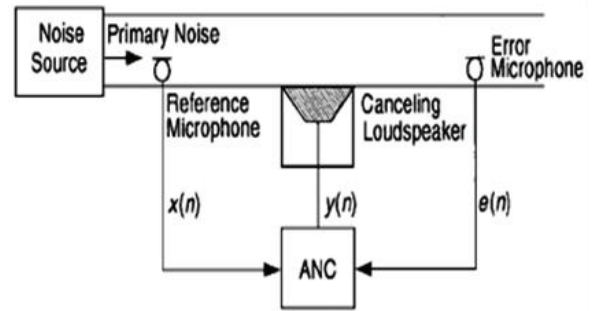 Noise
Source
Primary Noise
Error
Microphone
Reference
Microphone
Canceling
Loudspeaker
x(n)
y(n)
e(n)
ANC